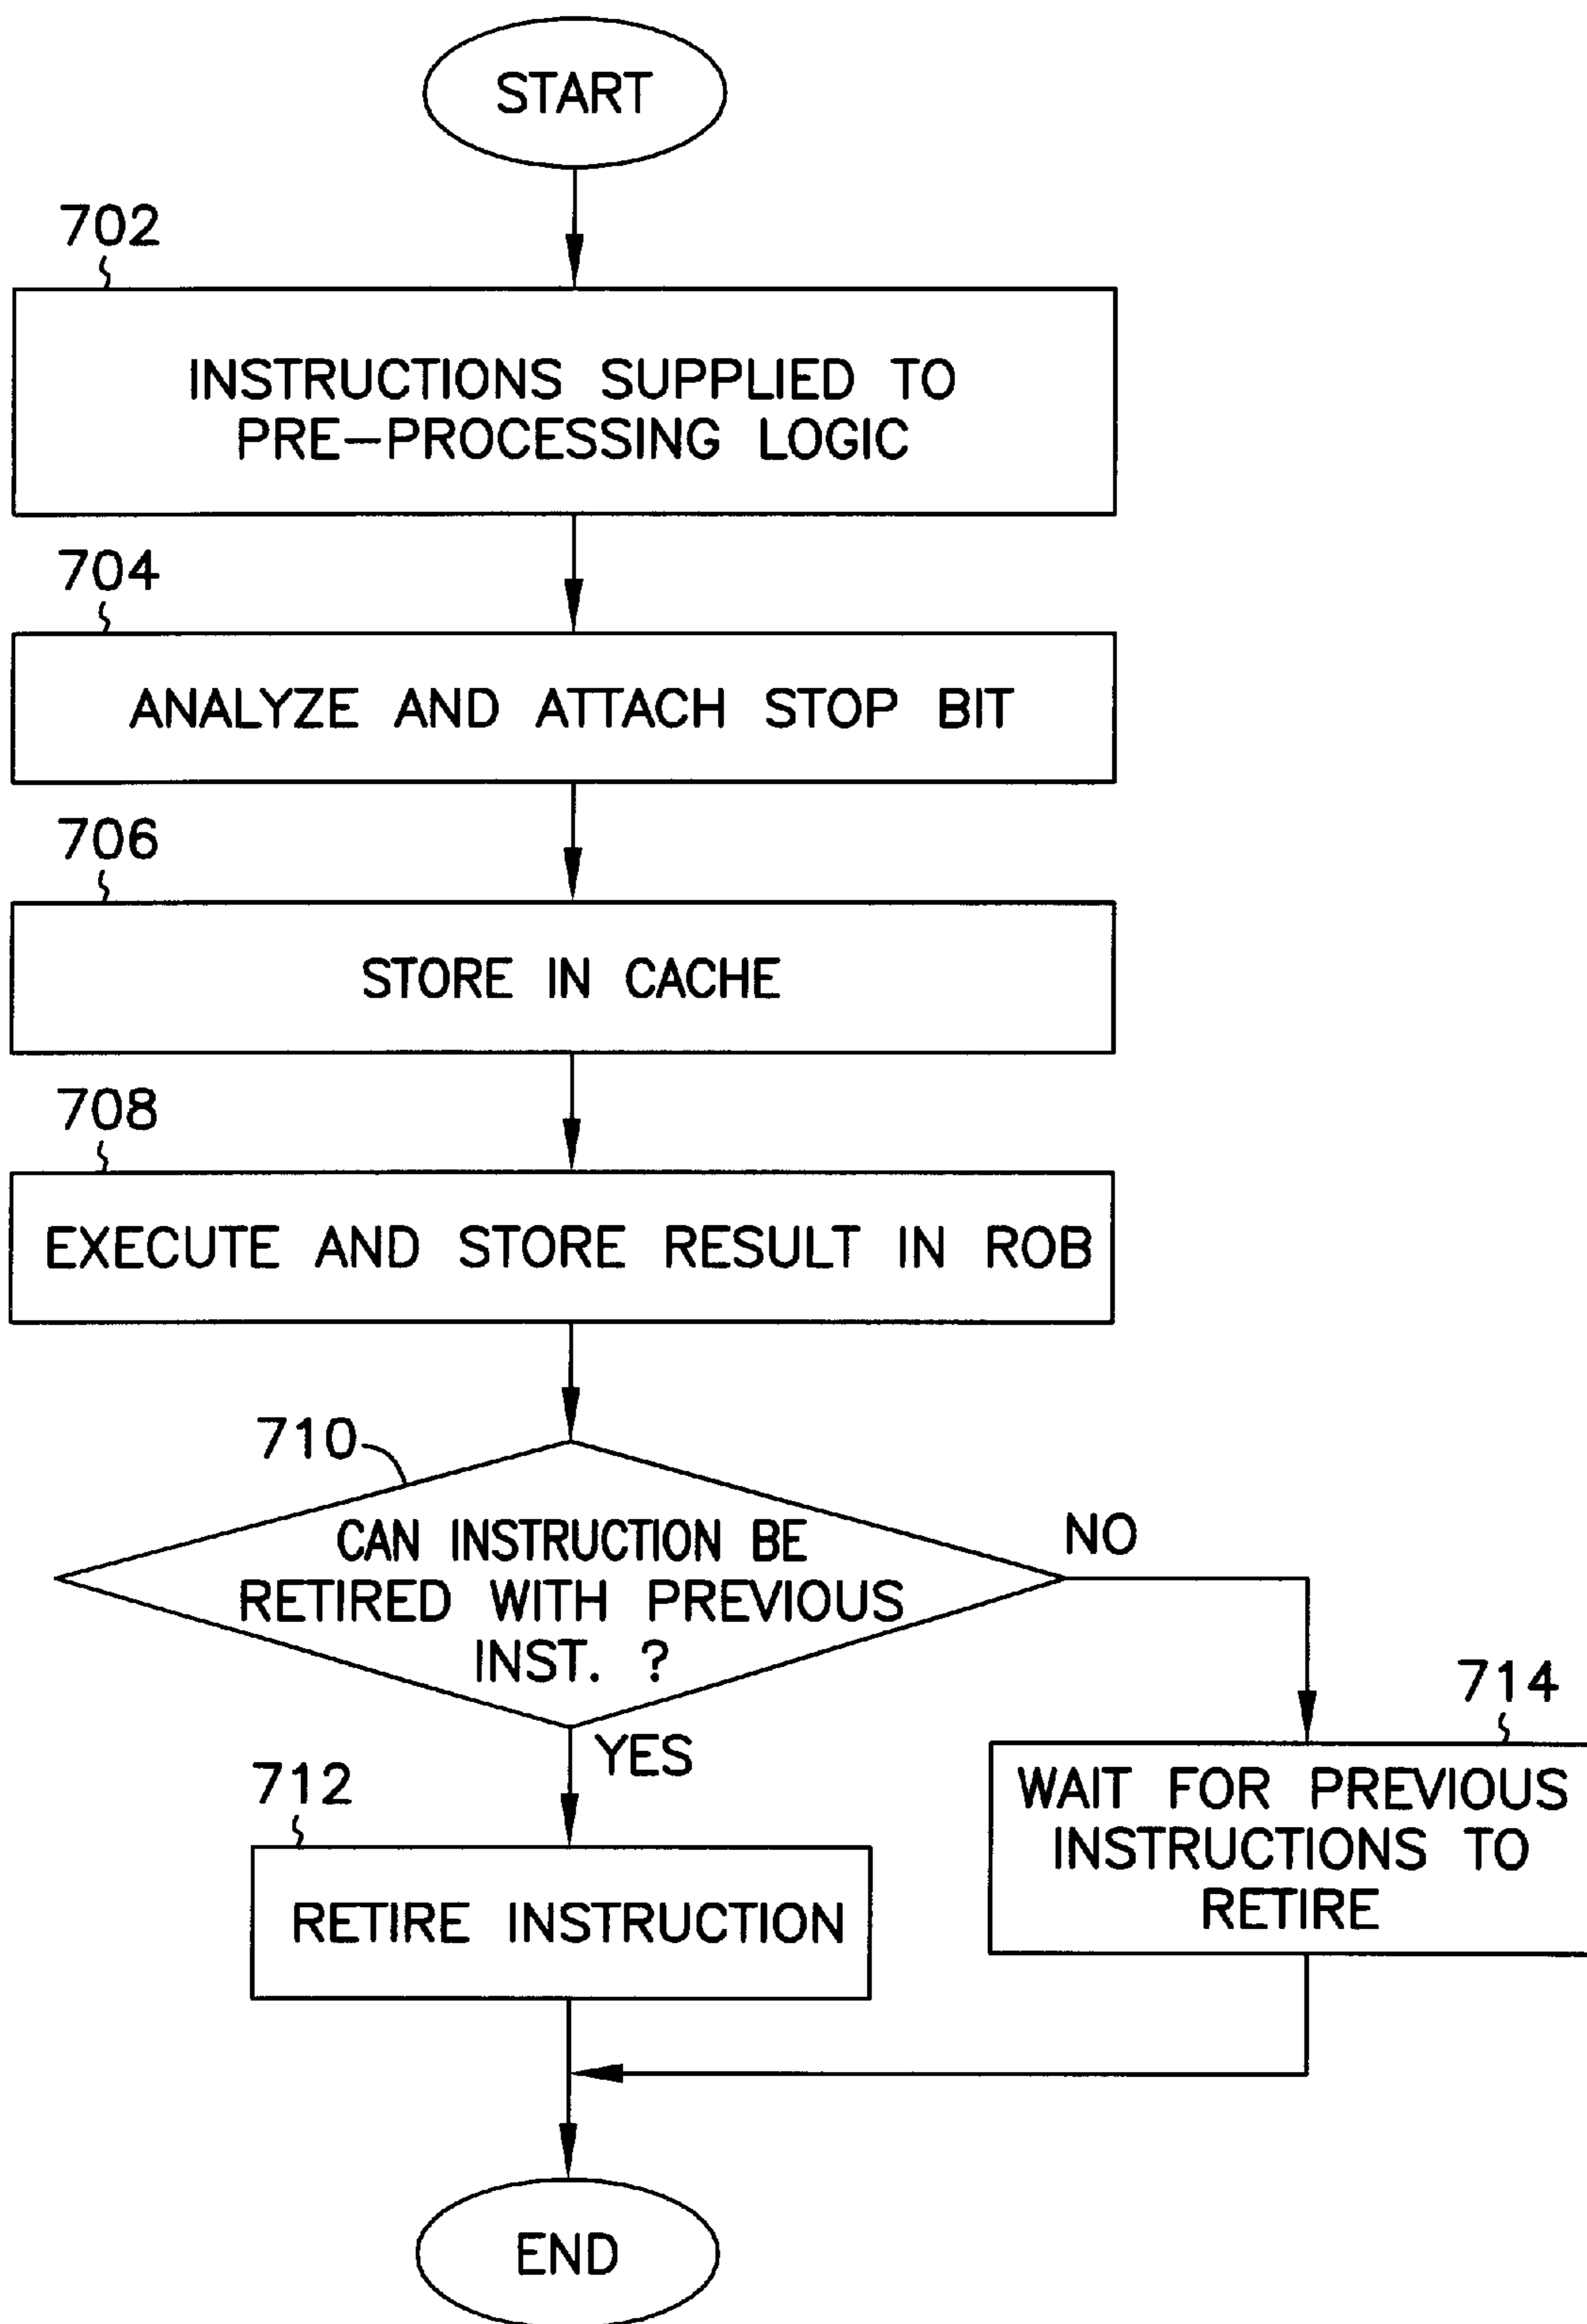 START
702
INSTRUCTIONS SUPPLIED TO
PRE-PROCESSING LOGIC
704
ANALYZE AND ATTACH STOP BIT
706
STORE IN CACHE
708
EXECUTE AND STORE RESULT IN ROB
710
CAN INSTRUCTION BE
RETIRED WITH PREVIOUS
INST. ?
NO
YES
712
RETIRE INSTRUCTION
714
WAIT FOR PREVIOUS
INSTRUCTIONS TO
RETIRE
END